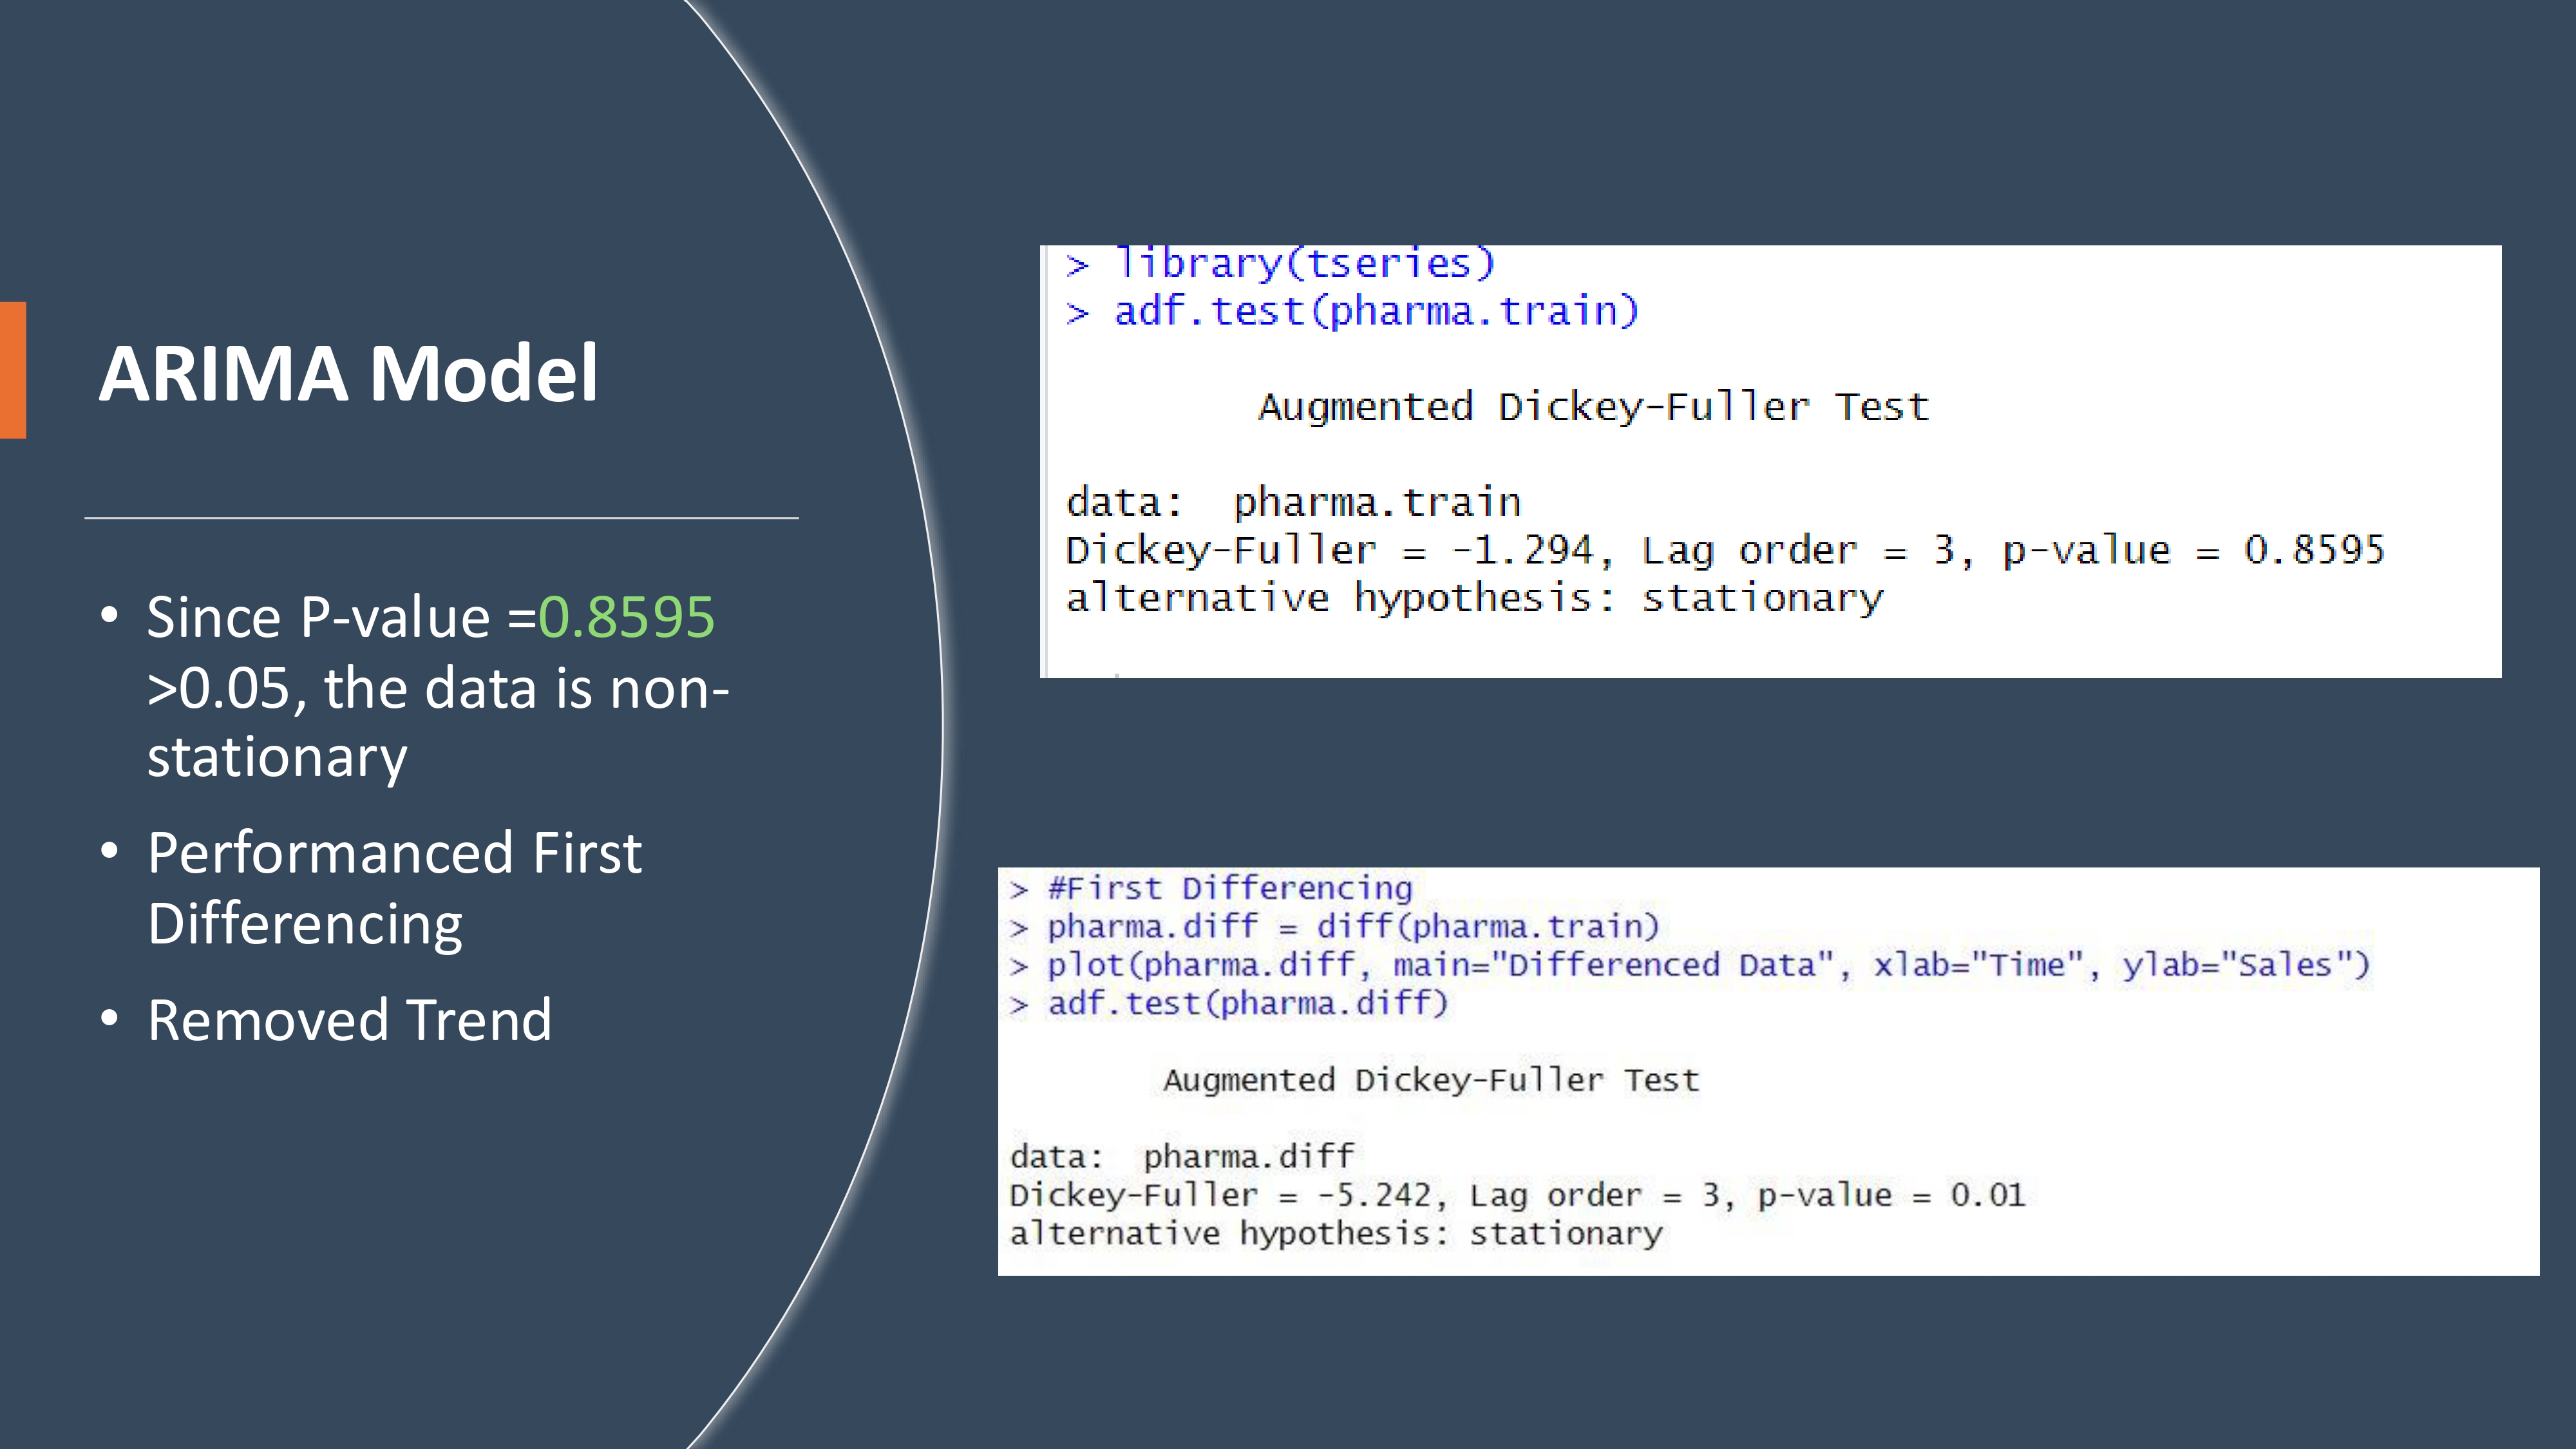 ARIMA Model
• Since P-value =0.8595
>0.05, the data is non-
stationary
• Performanced First
Differencing
• Removed Trend
> library(tseries)
> adf.test(pharma.train)
Augmented Dickey-Fuller Test
data:  pharma.train
Dickey-Fuller = -1.294, Lag order = 3, p-value = 0.8595
alternative hypothesis: stationary
> #First Differencing
> pharma.diff = diff(pharma.train)
> plot(pharma.diff, main="Differenced Data", xlab="Time", ylab="Sales")
> adf.test(pharma.diff)
Augmented Dickey-Fuller Test
data:  pharma.diff
Dickey-Fuller = -5.242, Lag order = 3, p-value = 0.01
alternative hypothesis: stationary